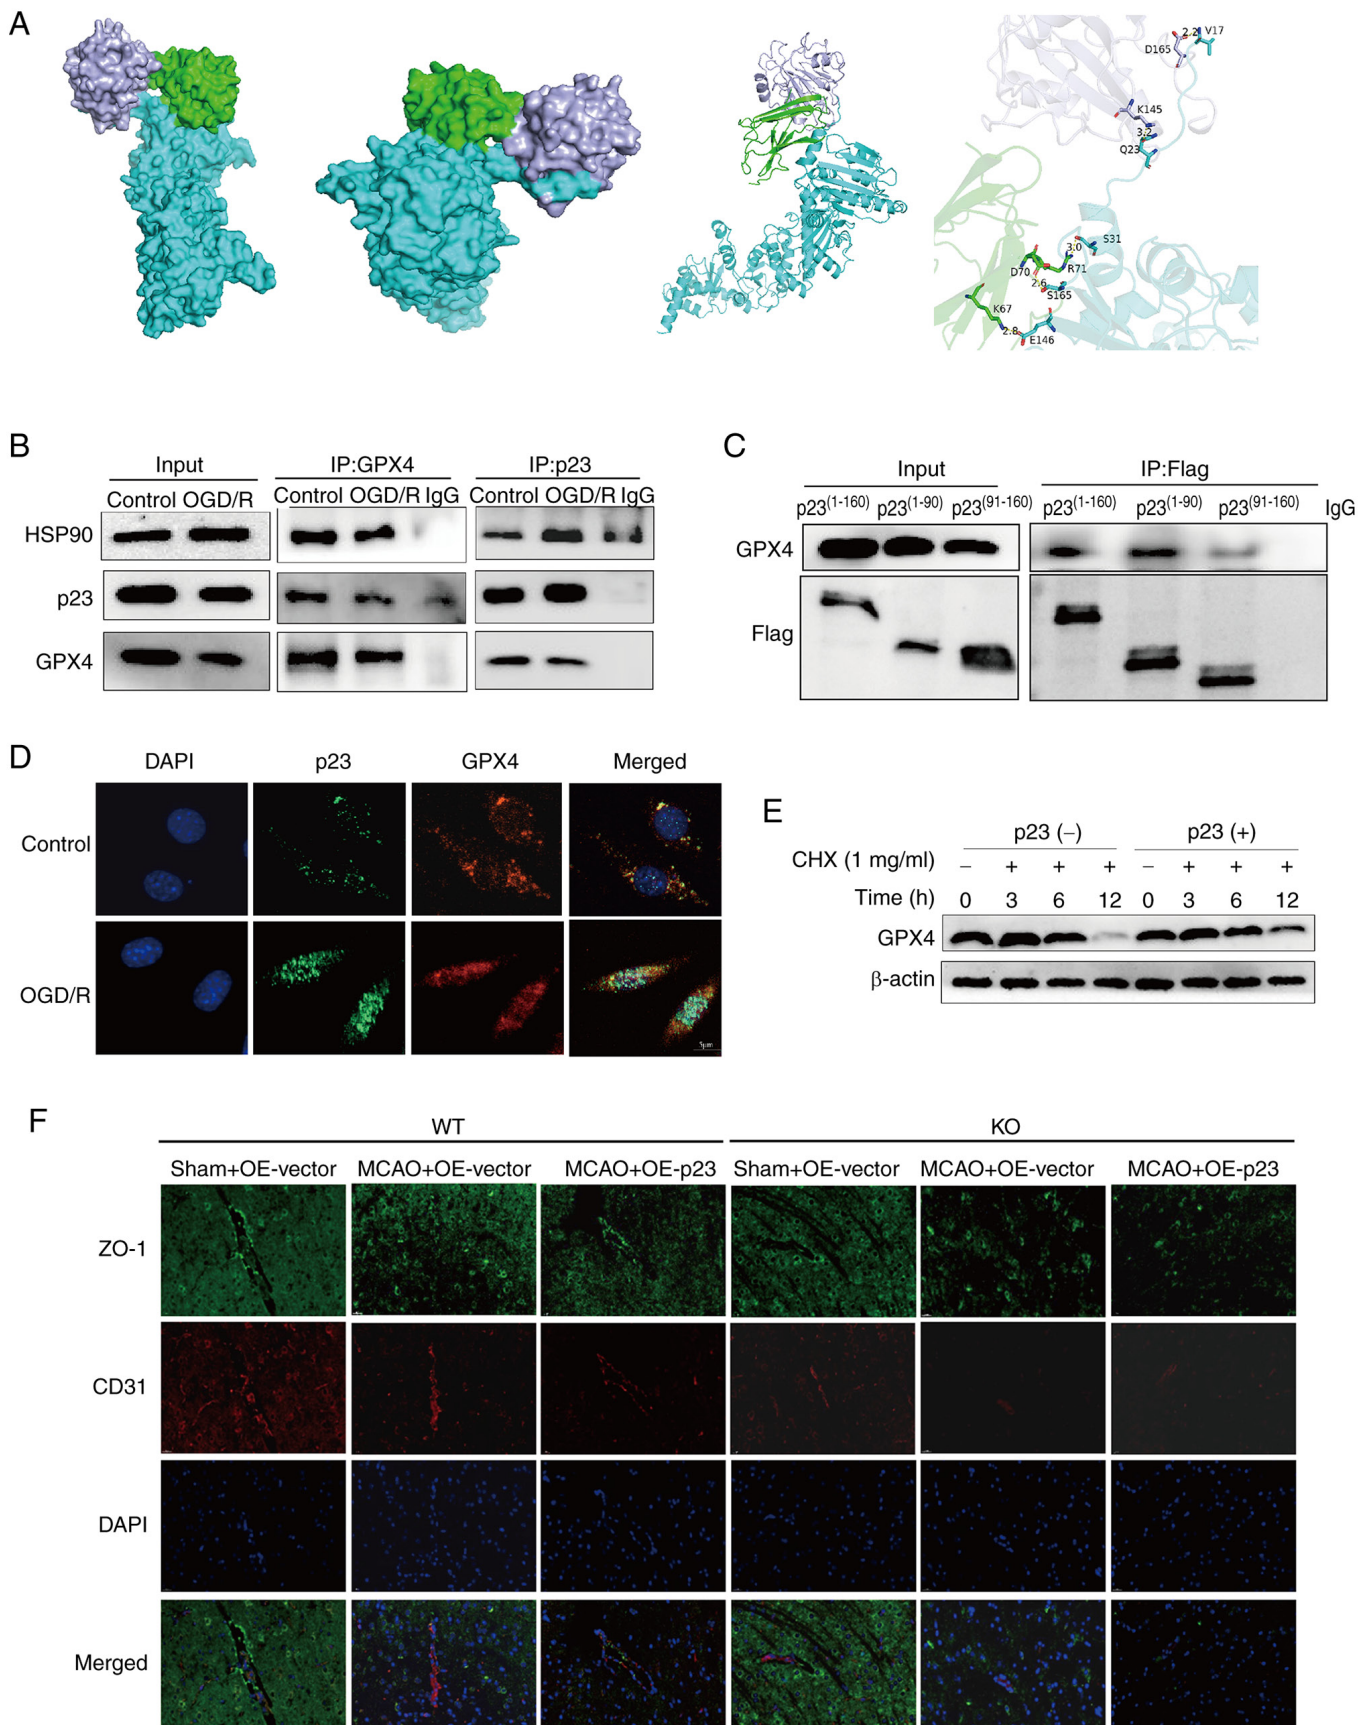 A
2.2 V17
D165
K145
3.2
Q23
S31
3.0
D70
R71
2.6
S165
K67
2.8
E146
B
Input IP:GPX4 IP:p23
Control OGD/R Control OGD/R IgG Control OGD/R IgG
HSP90
p23
GPX4
C
Input IP:Flag
p23(1-160) p23(1-90) p23(91-160) p23(1-160) p23(1-90) p23(91-160) IgG
GPX4
Flag
D
DAPI p23 GPX4 Merged
Control
OGD/R
5μm
E
p23 (–) p23 (+)
CHX (1 mg/ml) – + + + – + + +
Time (h) 0 3 6 12 0 3 6 12
GPX4
β-actin
F
WT KO
Sham+OE-vector MCAO+OE-vector MCAO+OE-p23 Sham+OE-vector MCAO+OE-vector MCAO+OE-p23
ZO-1
CD31
DAPI
Merged